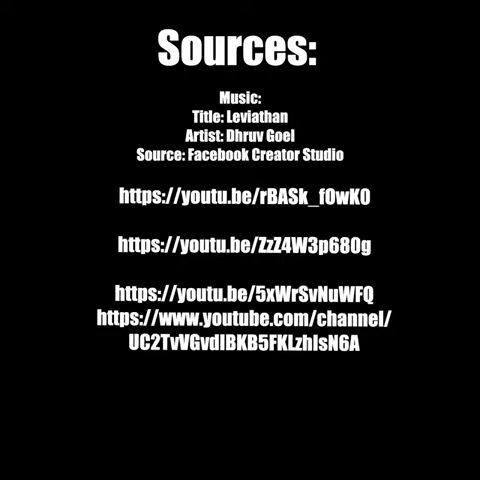 Sources:
Music:
Title: Leviathan
Artist: Dhruv Goel
Source: Facebook Creator Studio
https://youtu.be/rBASk_f0wK0
https://youtu.be/ZzZ4W3p680g
https://youtu.be/5xWrSvNuWFQ
https://www.youtube.com/channel/
UC2TvVGvdIBKB5FKLzhIsN6A